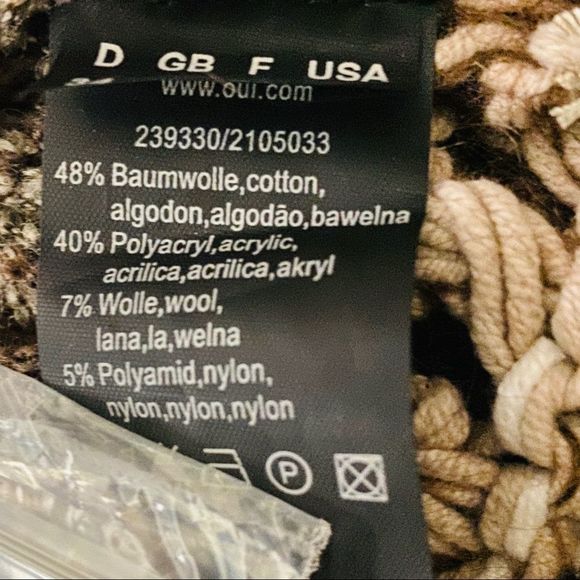 D GB F USA
www.oui.com
239330/2105033
48% Baumwolle,cotton,
algodon,algodão,bawelna
40% Polyacryl,acrylic,
acrilica,acrilica,akryl
7% Wolle,wool,
lana,la,welna
5% Polyamid,nylon,
nylon,nylon,nylon
P